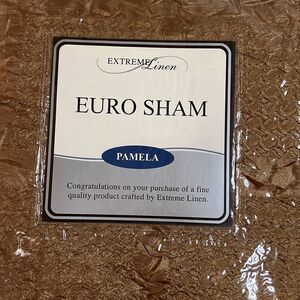 EXTREME Linen
EURO SHAM
PAMELA
Congratulations on your purchase of a fine
quality product crafted by Extreme Linen.